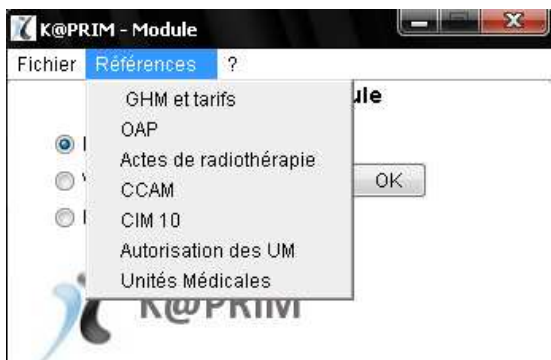 K@PRIM - Module
Fichier Références ?
GHM et tarifs
OAP
Actes de radiothérapie
CCAM
CIM 10
Autorisation des UM
Unités Médicales
OK
K@PRIM